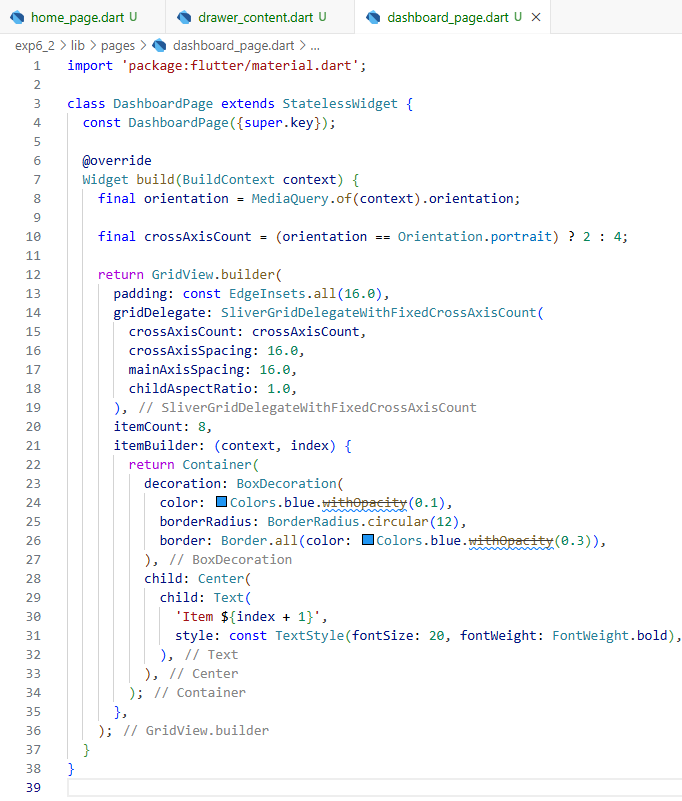 home_page.dart U drawer_content.dart U dashboard_page.dart U ×
exp6_2 > lib > pages > dashboard_page.dart > ...
1 import 'package:flutter/material.dart';
2
3 class DashboardPage extends StatelessWidget {
4   const DashboardPage({super.key});
5
6   @override
7   Widget build(BuildContext context) {
8     final orientation = MediaQuery.of(context).orientation;
9
10     final crossAxisCount = (orientation == Orientation.portrait) ? 2 : 4;
11
12     return GridView.builder(
13       padding: const EdgeInsets.all(16.0),
14       gridDelegate: SliverGridDelegateWithFixedCrossAxisCount(
15         crossAxisCount: crossAxisCount,
16         crossAxisSpacing: 16.0,
17         mainAxisSpacing: 16.0,
18         childAspectRatio: 1.0,
19       ), // SliverGridDelegateWithFixedCrossAxisCount
20       itemCount: 8,
21       itemBuilder: (context, index) {
22         return Container(
23           decoration: BoxDecoration(
24             color: Colors.blue.withOpacity(0.1),
25             borderRadius: BorderRadius.circular(12),
26             border: Border.all(color: Colors.blue.withOpacity(0.3)),
27           ), // BoxDecoration
28           child: Center(
29             child: Text(
30               'Item ${index + 1}',
31               style: const TextStyle(fontSize: 20, fontWeight: FontWeight.bold),
32             ), // Text
33           ), // Center
34         ); // Container
35       },
36     ); // GridView.builder
37   }
38 }
39